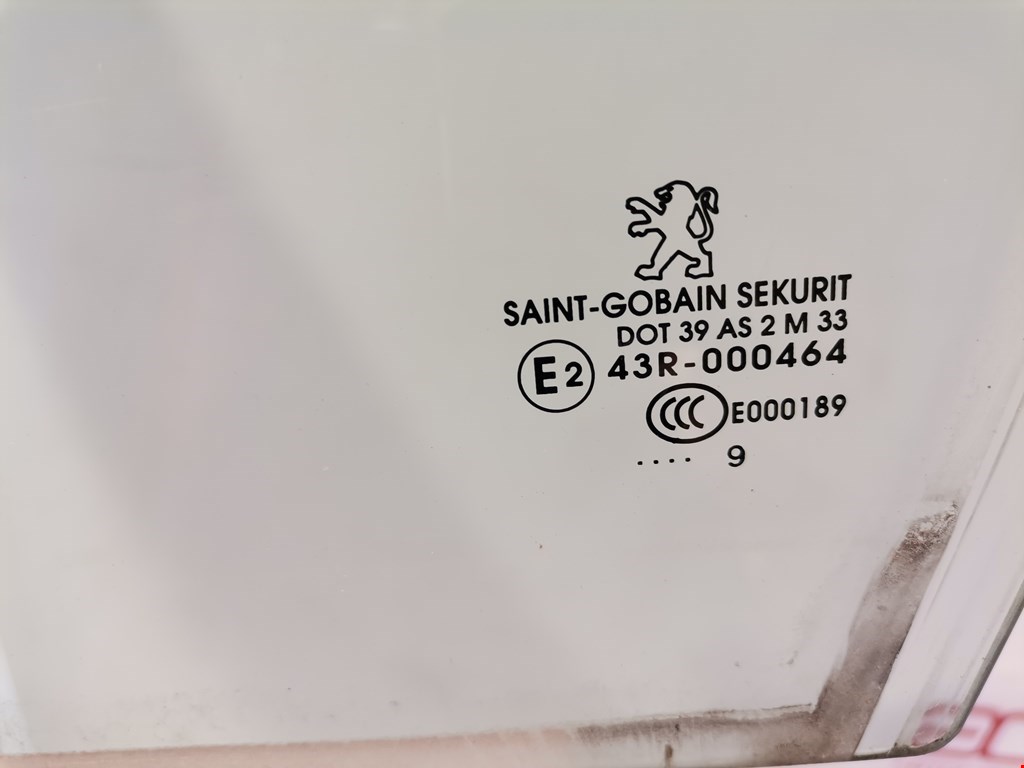 SAINT-GOBAIN SEKURIT
DOT 39 AS 2 M 33
E2 43R-000464
CCC E000189
.... 9